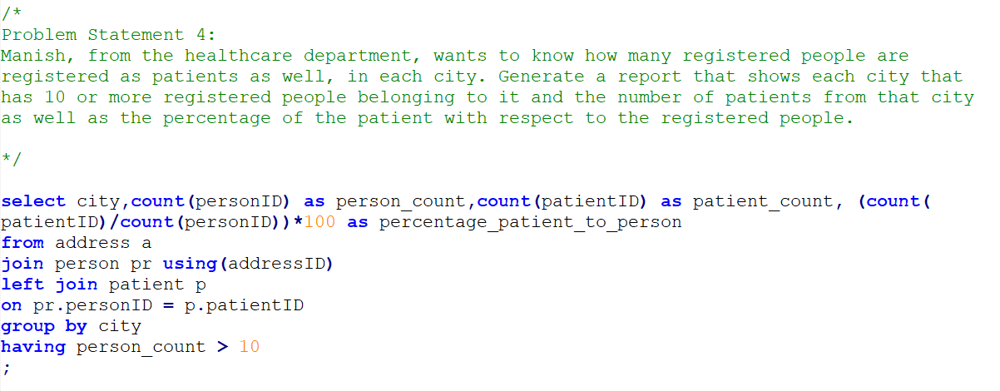 /*
Problem Statement 4:
Manish, from the healthcare department, wants to know how many registered people are
registered as patients as well, in each city. Generate a report that shows each city that
has 10 or more registered people belonging to it and the number of patients from that city
as well as the percentage of the patient with respect to the registered people.
*/
select city,count(personID) as person_count,count(patientID) as patient_count, (count(
patientID)/count(personID))*100 as percentage_patient_to_person
from address a
join person pr using(addressID)
left join patient p
on pr.personID = p.patientID
group by city
having person_count > 10
;